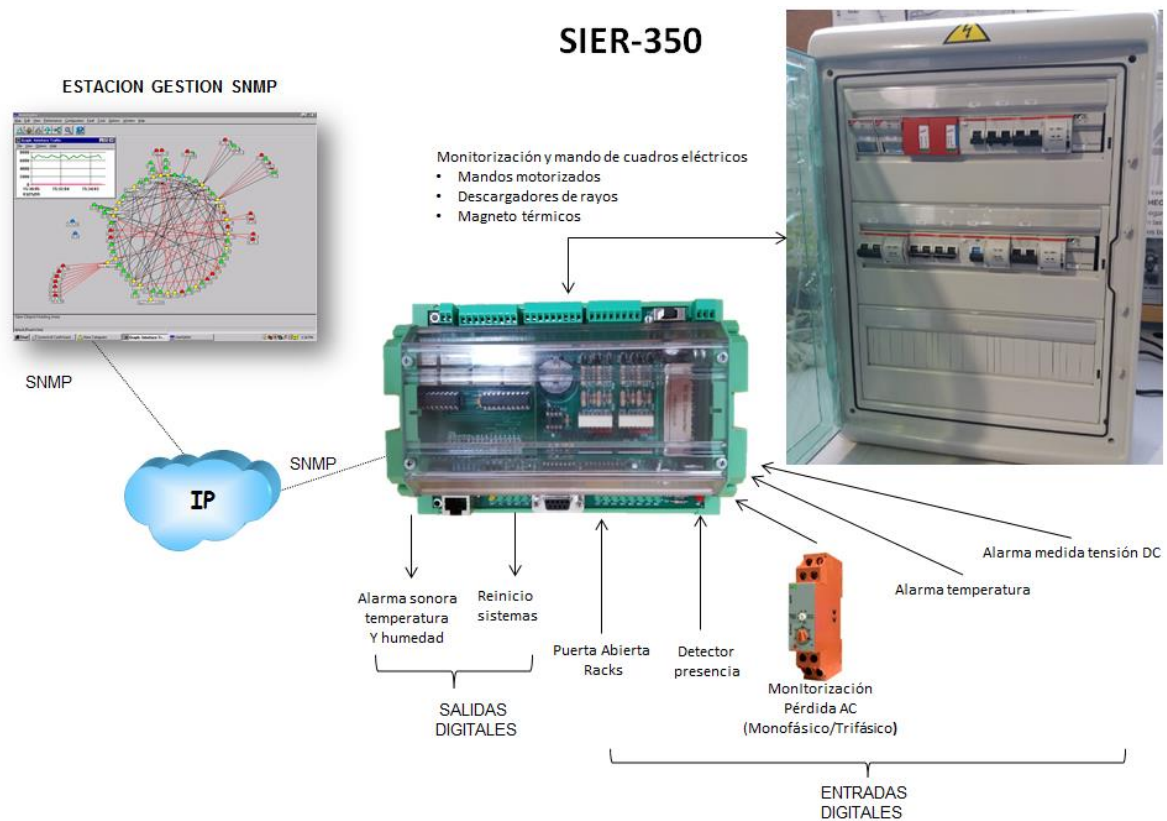 SIER-350
ESTACION GESTION SNMP
Monitorización y mando de cuadros eléctricos
• Mandos motorizados
• Descargadores de rayos
• Magneto térmicos
SNMP
SNMP
IP
Alarma sonora
temperatura
Y humedad
Reinicio
sistemas
SALIDAS
DIGITALES
Puerta Abierta
Racks
Detector
presencia
MonItorización
Pérdida AC
(Monofásico/Trifásico)
Alarma temperatura
Alarma medida tensión DC
ENTRADAS
DIGITALES